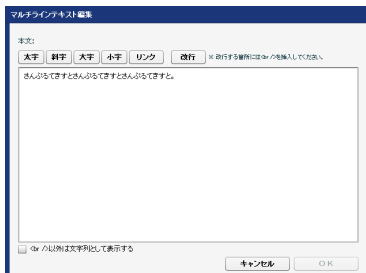 マルチラインテキスト編集
本文:
太字 斜字 大字 小字 リンク 改行 ※ 改行する箇所には<br />を挿入してください。
さんぷるてきすとさんぷるてきすとさんぷるてきすと。
<br />以外は文字列として表示する
キャンセル OK